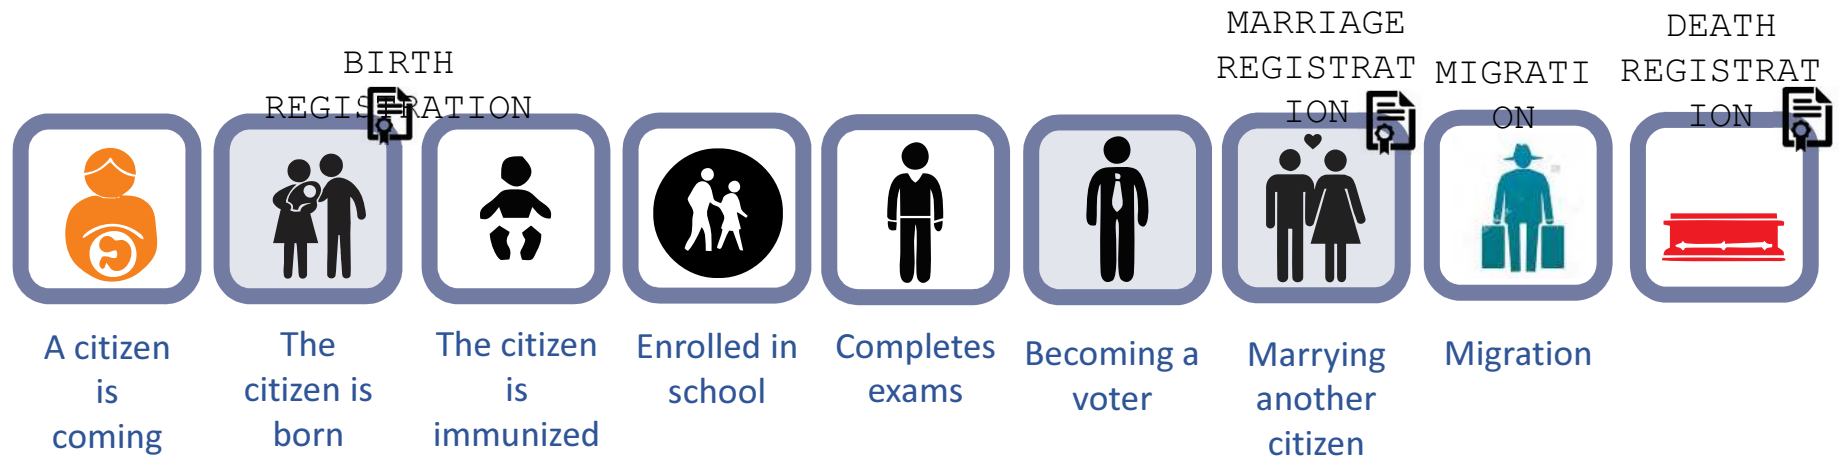 BIRTH
REGISTRATION
MARRIAGE
REGISTRAT
ION
MIGRATI
ON
DEATH
REGISTRAT
ION
A citizen
is
coming
The
citizen is
born
The citizen
is
immunized
Enrolled in
school
Completes
exams
Becoming a
voter
Marrying
another
citizen
Migration